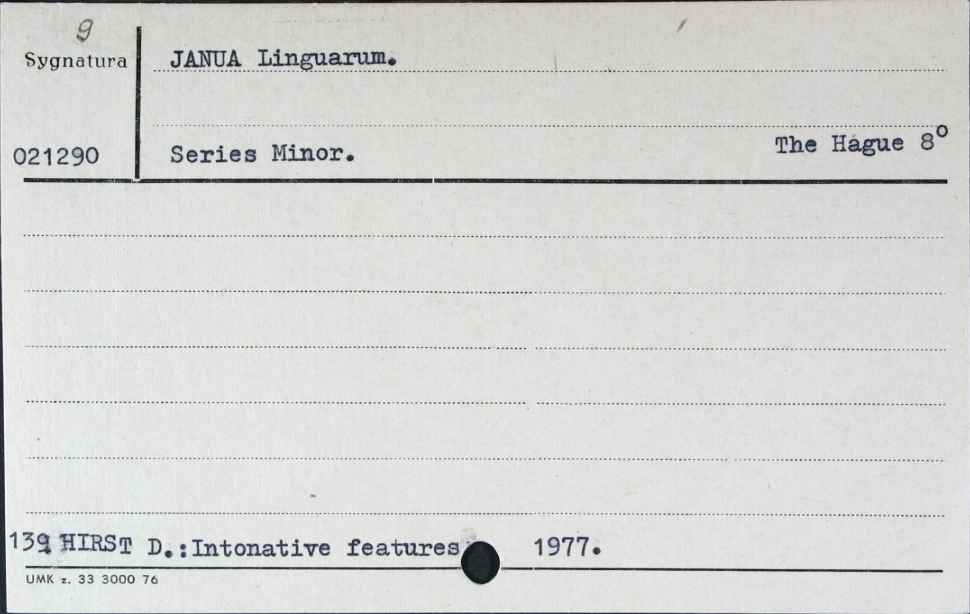 9
Sygnatura JANUA Linguarum.
021290 Series Minor. The Hague 8°
139 HIRST D.:Intonative features 1977.
UMK z. 33 3000 76